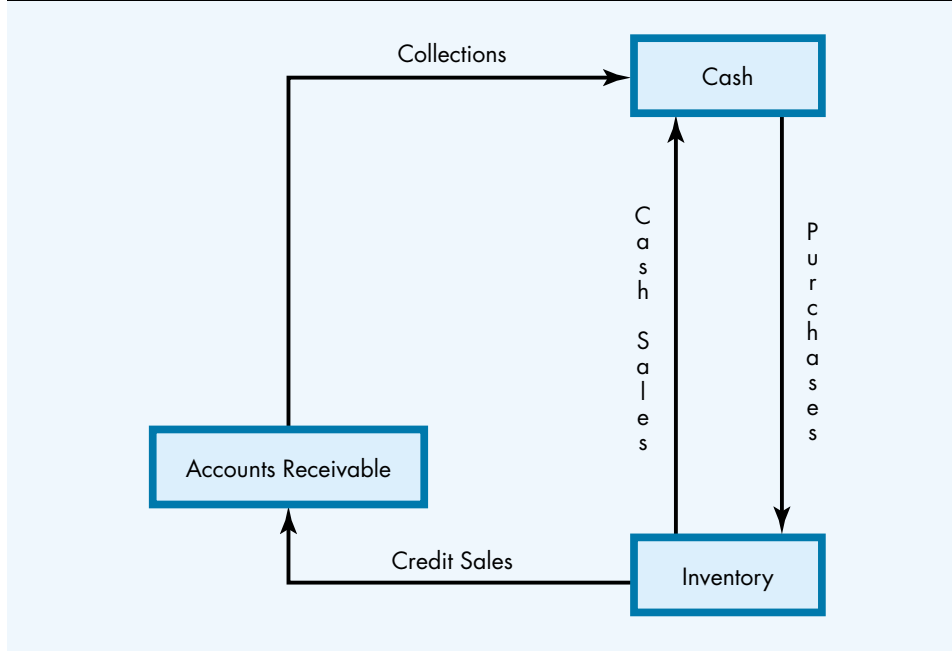 Collections
Cash
Cash Sales
Purchases
Accounts Receivable
Credit Sales
Inventory